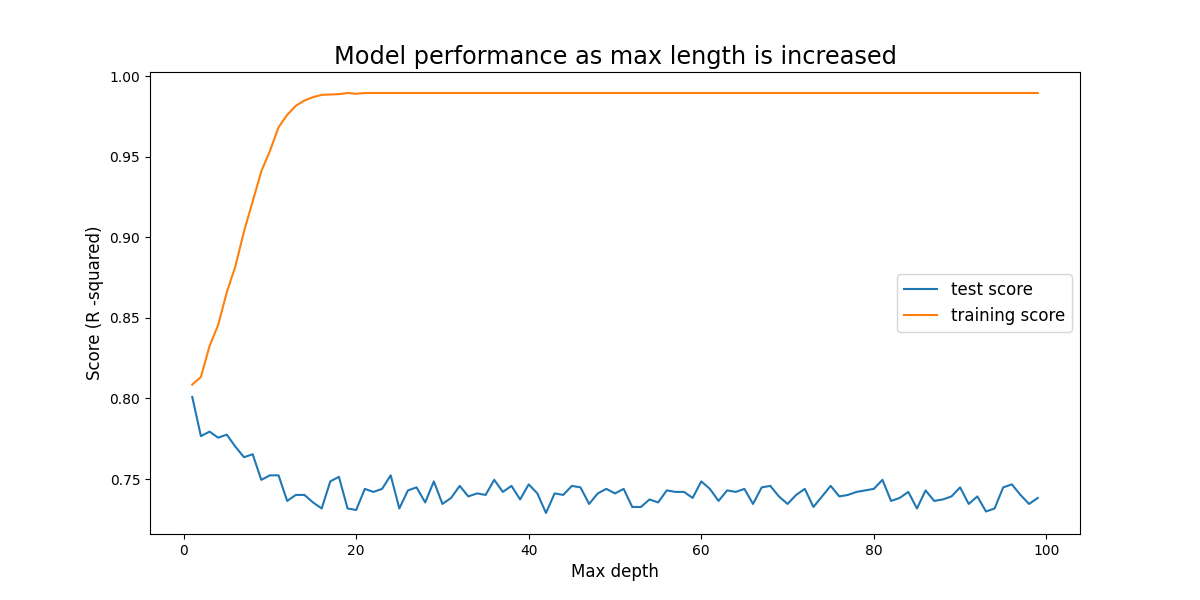 Model performance as max length is increased
1.00
0.95
0.90
0.85
0.80
0.75
Score (R -squared)
test score
training score
0 20 40 60 80 100
Max depth